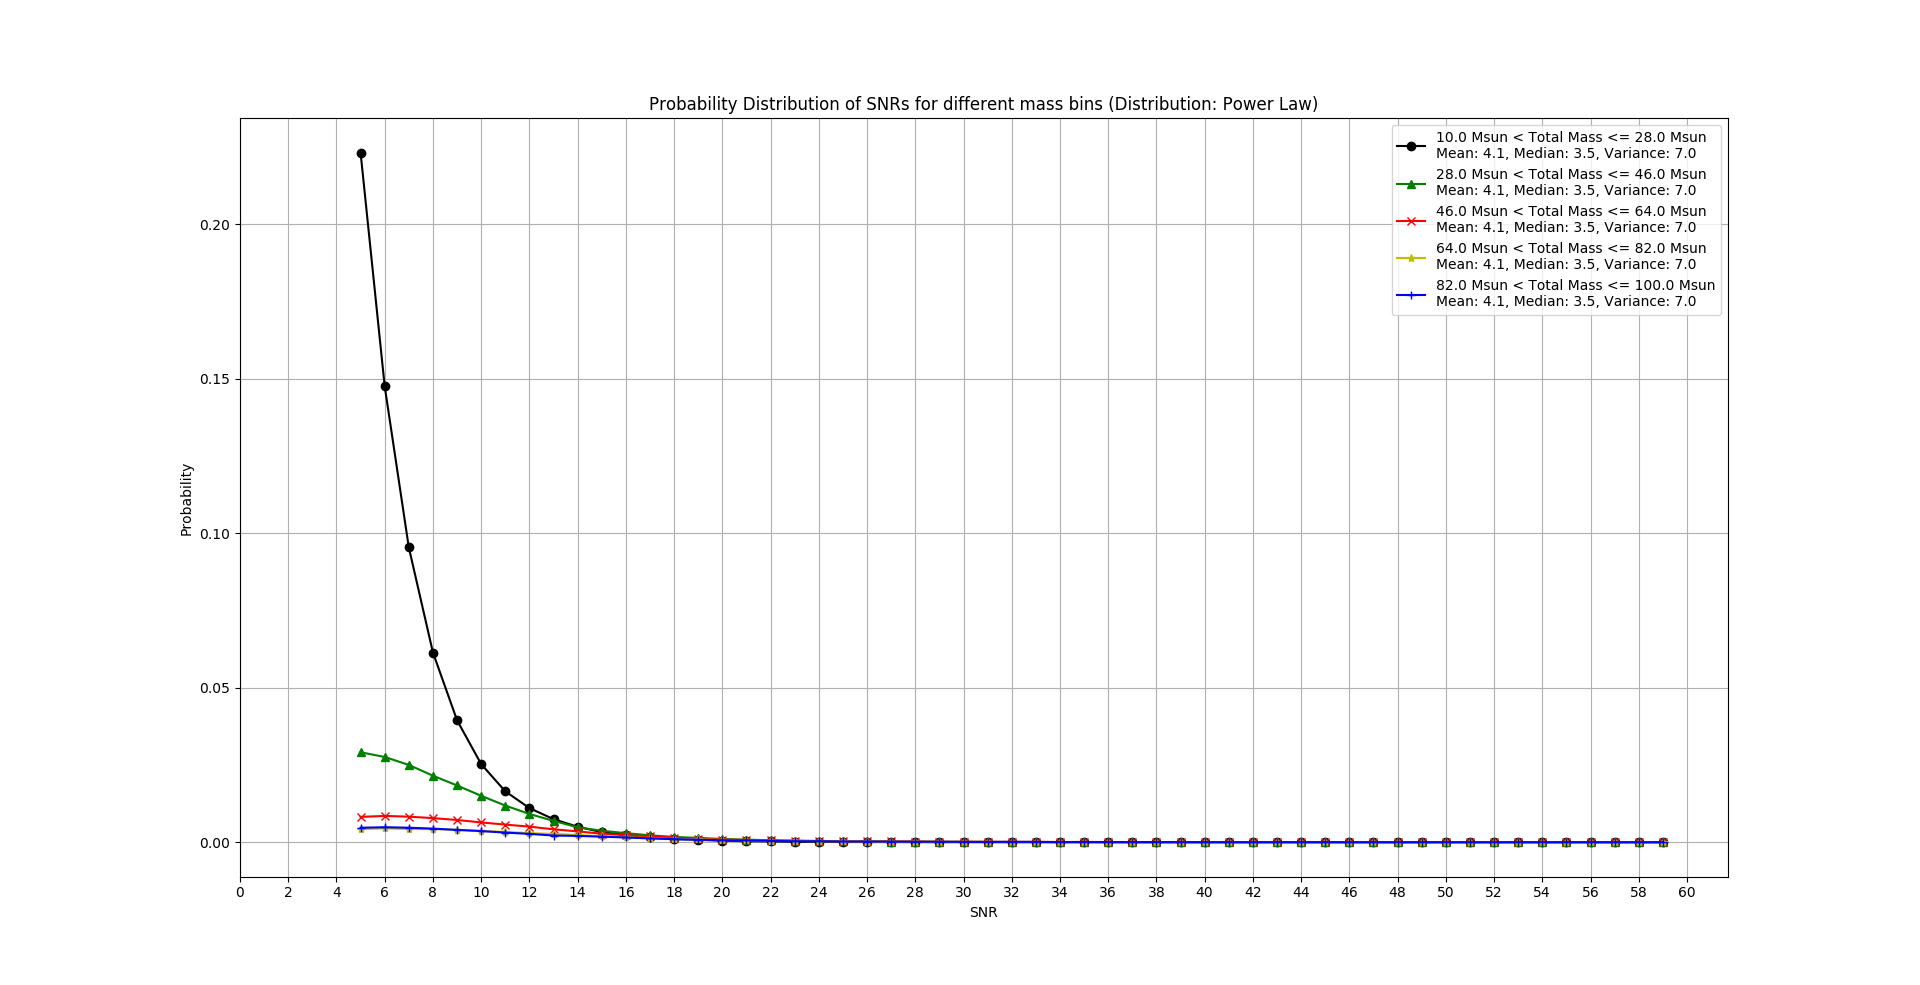 Probability Distribution of SNRs for different mass bins (Distribution: Power Law)
10.0 Msun < Total Mass <= 28.0 Msun
Mean: 4.1, Median: 3.5, Variance: 7.0
28.0 Msun < Total Mass <= 46.0 Msun
Mean: 4.1, Median: 3.5, Variance: 7.0
46.0 Msun < Total Mass <= 64.0 Msun
Mean: 4.1, Median: 3.5, Variance: 7.0
64.0 Msun < Total Mass <= 82.0 Msun
Mean: 4.1, Median: 3.5, Variance: 7.0
82.0 Msun < Total Mass <= 100.0 Msun
Mean: 4.1, Median: 3.5, Variance: 7.0
0.20
0.15
0.10
0.05
0.00
Probability
0 2 4 6 8 10 12 14 16 18 20 22 24 26 28 30 32 34 36 38 40 42 44 46 48 50 52 54 56 58 60
SNR